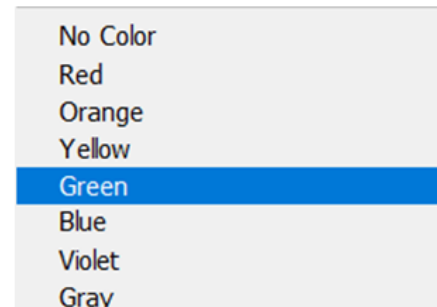 No Color
Red
Orange
Yellow
Green
Blue
Violet
Gray